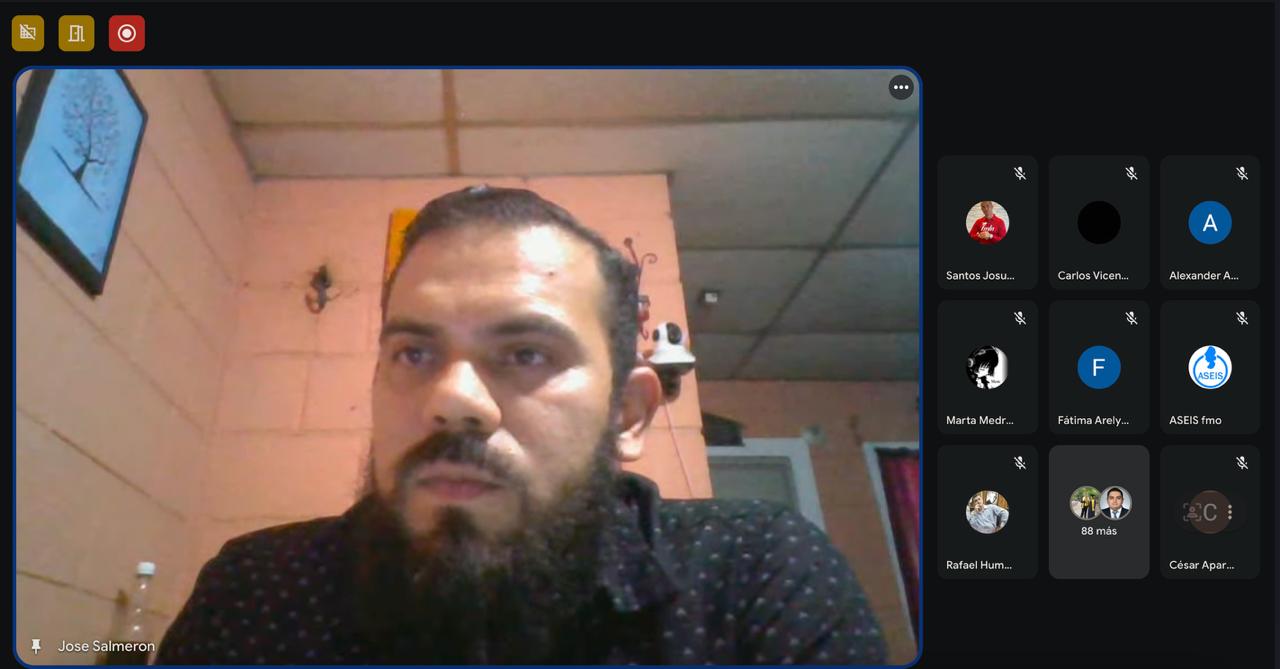 Santos Josu...
Carlos Vicen...
A
Alexander A...
Marta Medr...
F
Fátima Arely...
ASEIS
ASEIS fmo
Rafael Hum...
88 más
C
César Apar...
Jose Salmeron